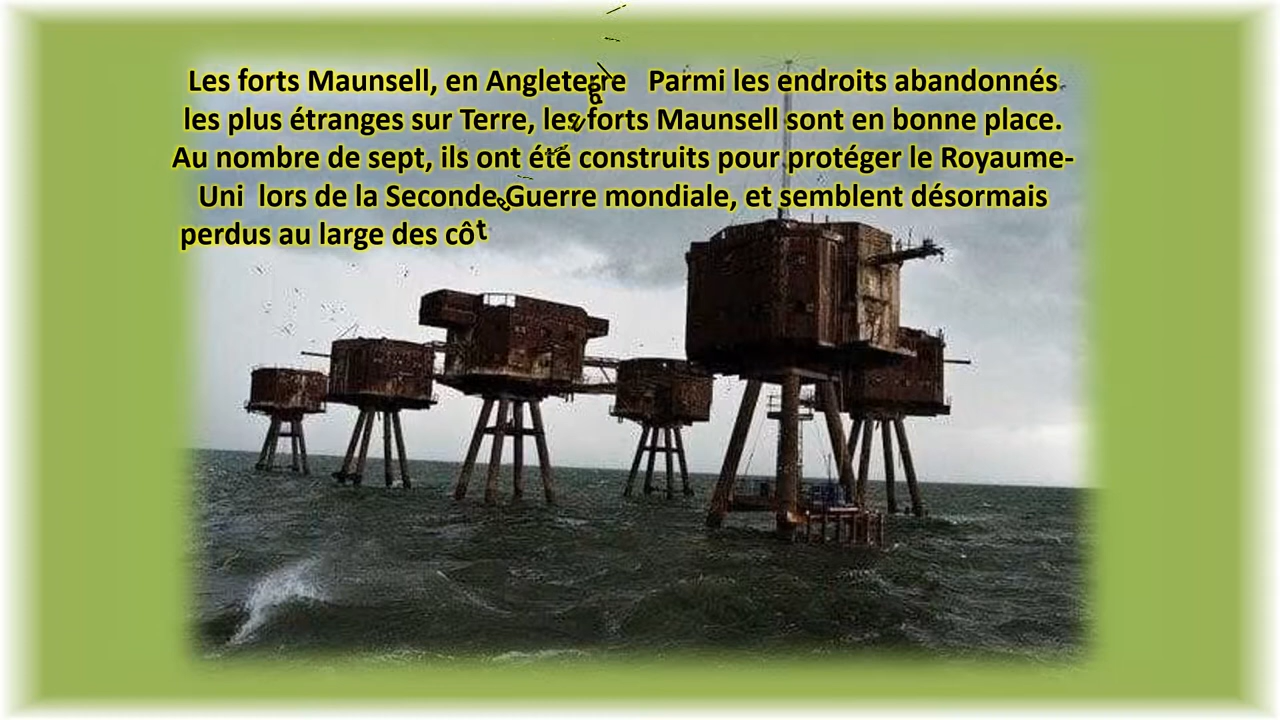 Les forts Maunsell, en Angleterre Parmi les endroits abandonnés
les plus étranges sur Terre, les forts Maunsell sont en bonne place.
Au nombre de sept, ils ont été construits pour protéger le Royaume-
Uni lors de la Seconde Guerre mondiale, et semblent désormais
perdus au large des côt